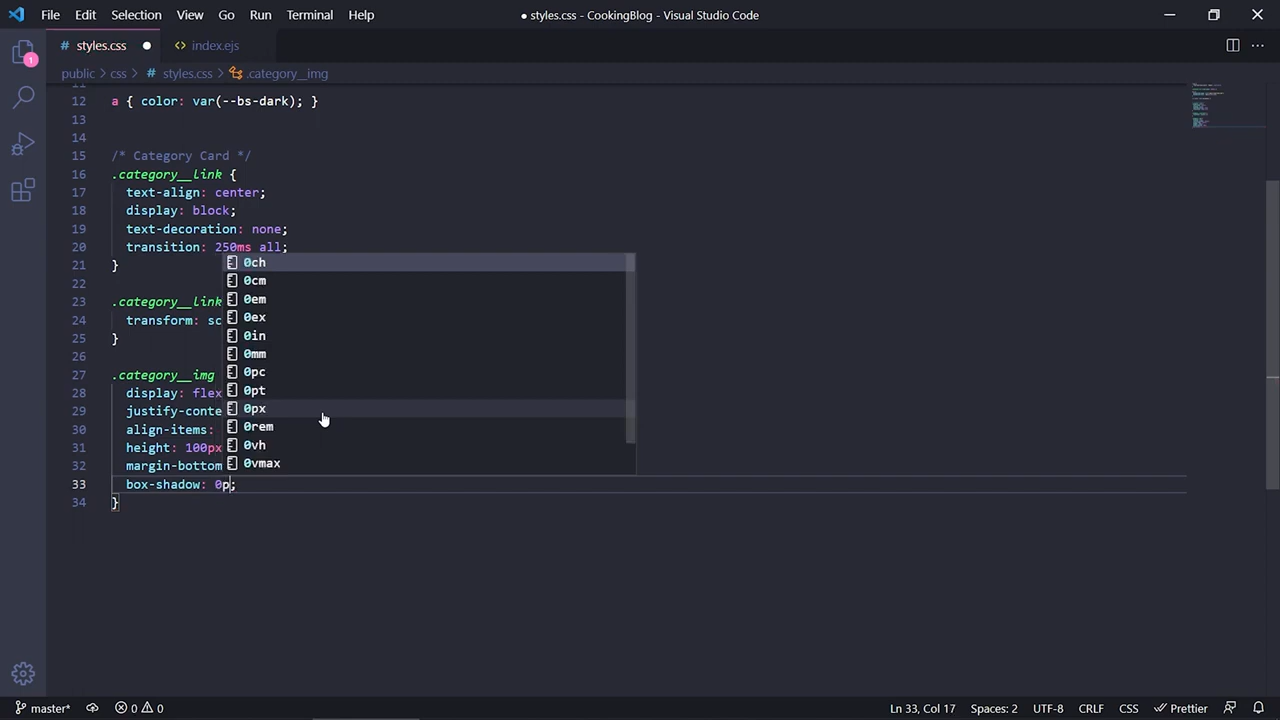 File Edit Selection View Go Run Terminal Help
● styles.css - CookingBlog - Visual Studio Code
1
# styles.css ●
<> index.ejs
public > css > # styles.css > .category__img
11
12 a { color: var(--bs-dark); }
13
14
15 /* Category Card */
16 .category__link {
17 text-align: center;
18 display: block;
19 text-decoration: none;
20 transition: 250ms all;
21 }
22
23 .category__link
24 transform: sc
25 }
26
27 .category__img
28 display: flex
29 justify-conte
30 align-items:
31 height: 100px
32 margin-bottom
33 box-shadow: 0p;
34 }
0ch
0cm
0em
0ex
0in
0mm
0pc
0pt
0px
0rem
0vh
0vmax
master* 0 0 Ln 33, Col 17 Spaces: 2 UTF-8 CRLF CSS Prettier